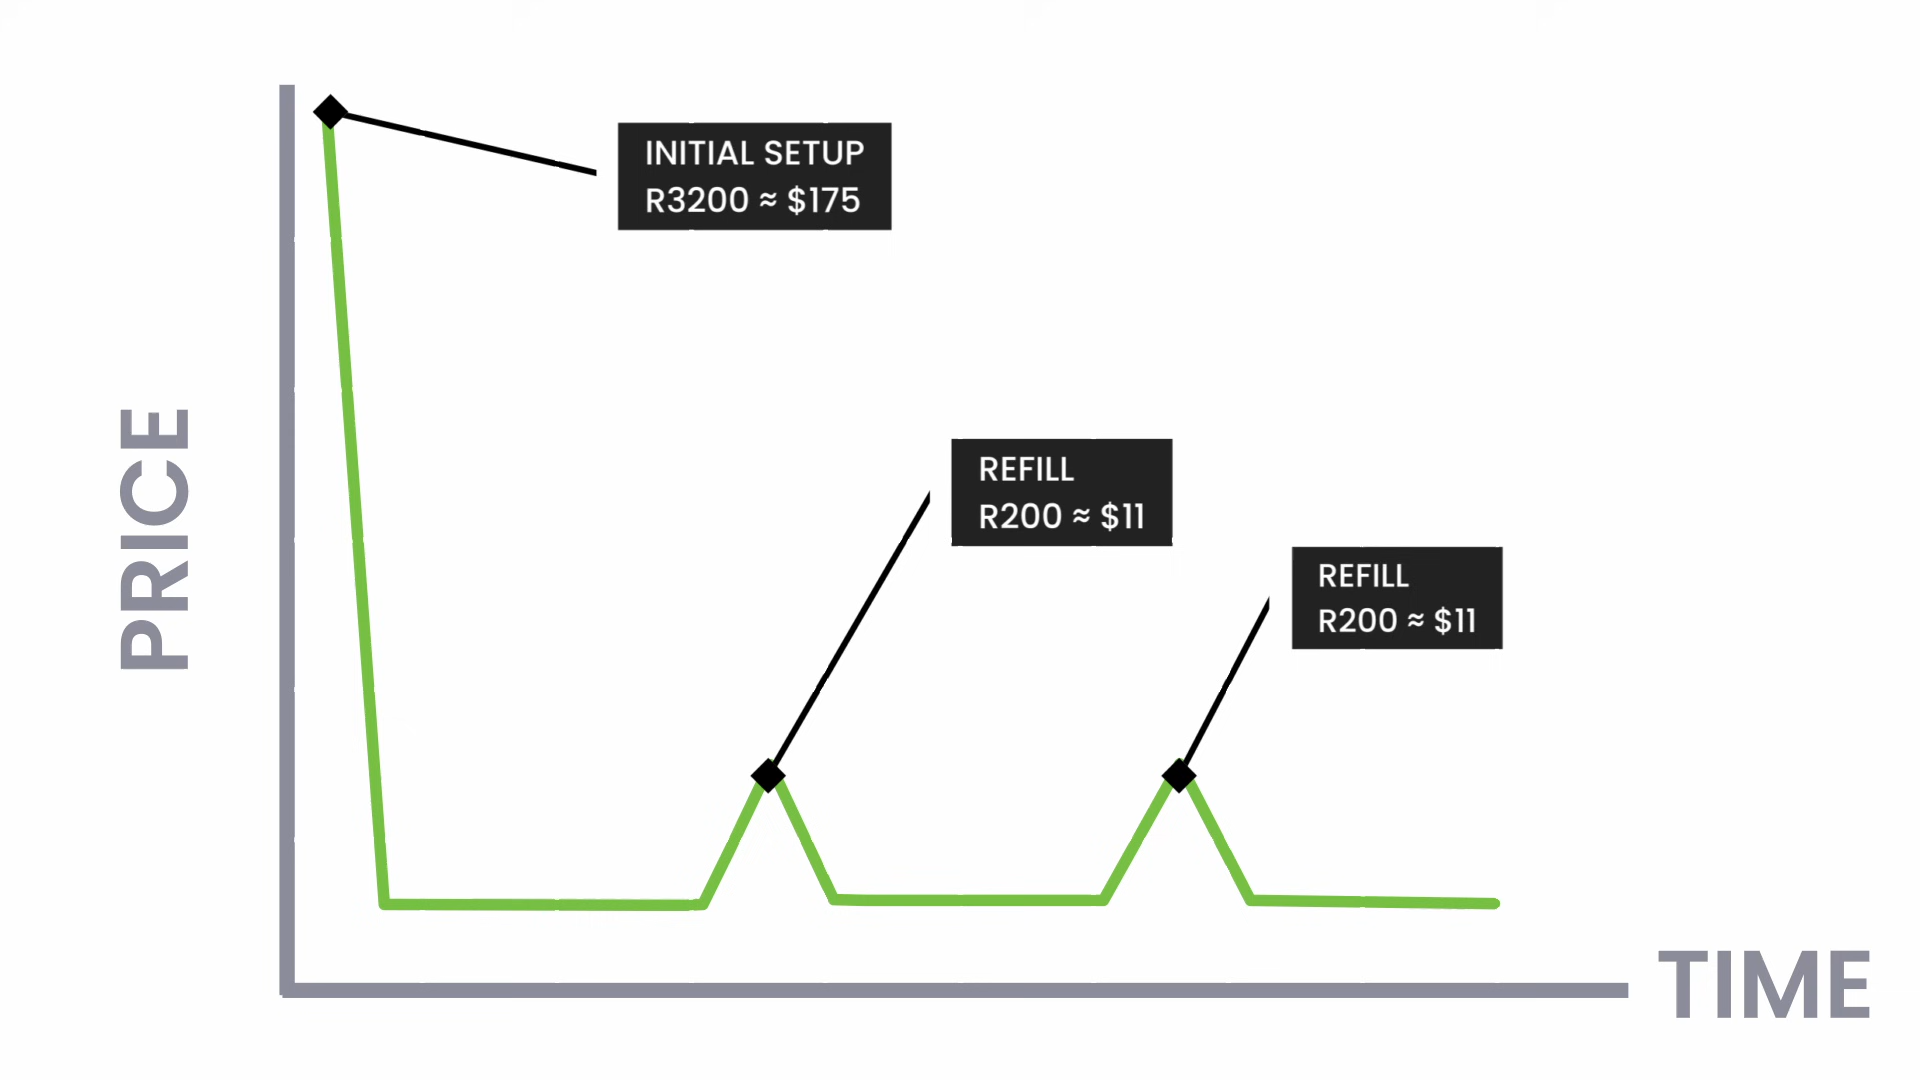 INITIAL SETUP
R3200 ≈ $175
REFILL
R200 ≈ $11
REFILL
R200 ≈ $11
PRICE
TIME